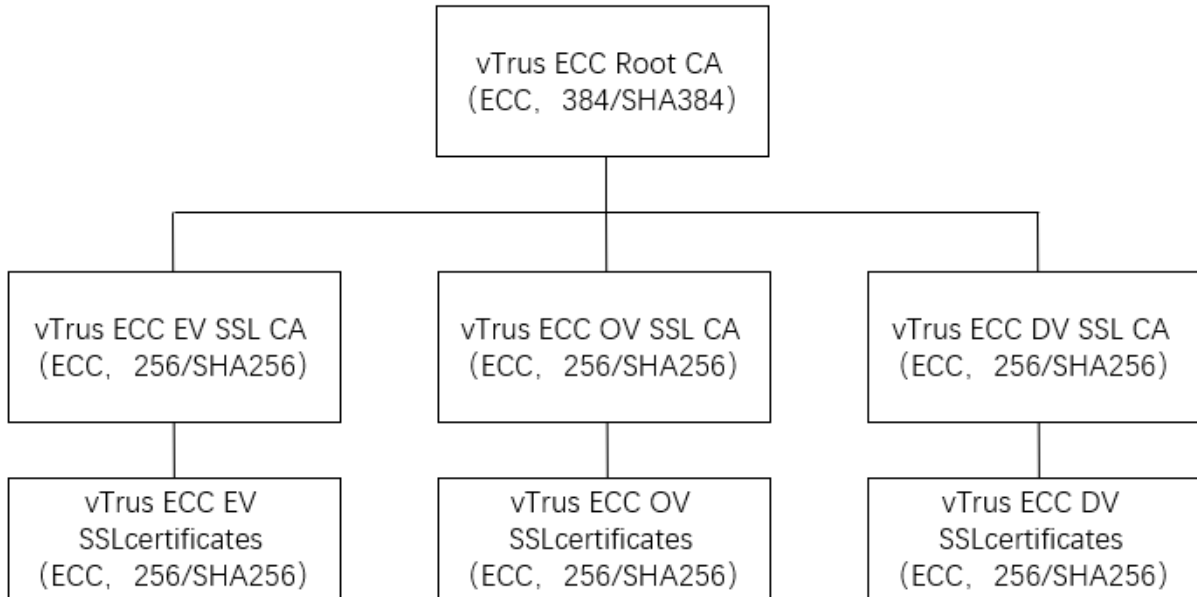 vTrus ECC Root CA
（ECC，384/SHA384）
vTrus ECC EV SSL CA
（ECC，256/SHA256）
vTrus ECC OV SSL CA
（ECC，256/SHA256）
vTrus ECC DV SSL CA
（ECC，256/SHA256）
vTrus ECC EV
SSLcertificates
（ECC，256/SHA256）
vTrus ECC OV
SSLcertificates
（ECC，256/SHA256）
vTrus ECC DV
SSLcertificates
（ECC，256/SHA256）